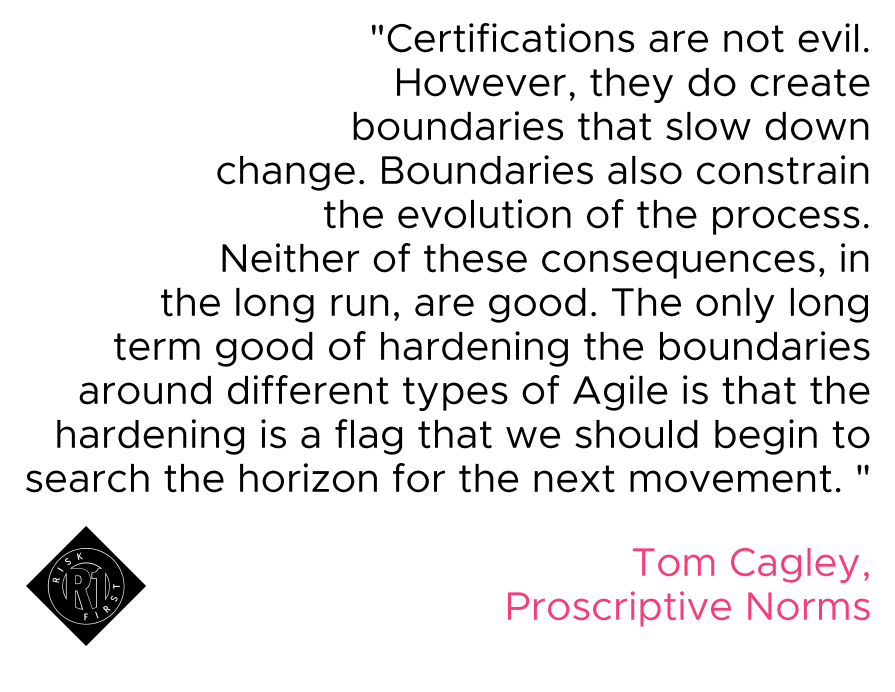 "Certifications are not evil.
However, they do create
boundaries that slow down
change. Boundaries also constrain
the evolution of the process.
Neither of these consequences, in
the long run, are good. The only long
term good of hardening the boundaries
around different types of Agile is that the
hardening is a flag that we should begin to
search the horizon for the next movement. "
Tom Cagley,
Proscriptive Norms
RISK
R1
FIRST